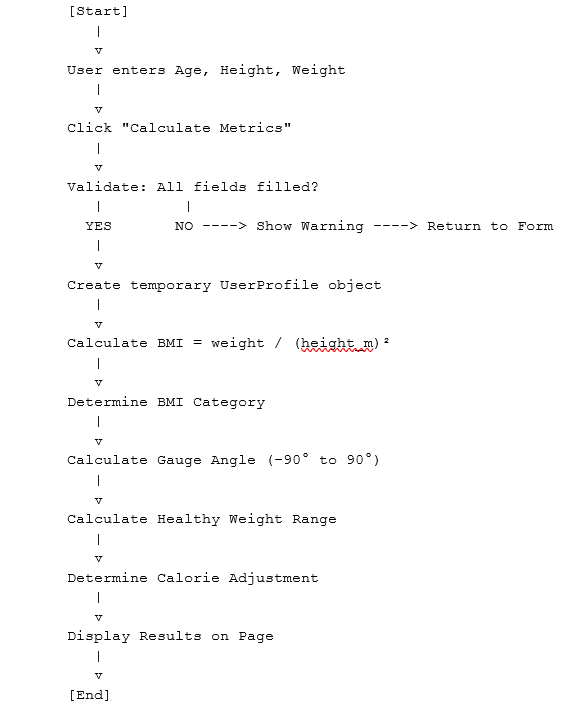 [Start]
|
v
User enters Age, Height, Weight
|
v
Click "Calculate Metrics"
|
v
Validate: All fields filled?
| |
YES NO ----> Show Warning ----> Return to Form
|
v
Create temporary UserProfile object
|
v
Calculate BMI = weight / (height_m)²
|
v
Determine BMI Category
|
v
Calculate Gauge Angle (-90° to 90°)
|
v
Calculate Healthy Weight Range
|
v
Determine Calorie Adjustment
|
v
Display Results on Page
|
v
[End]